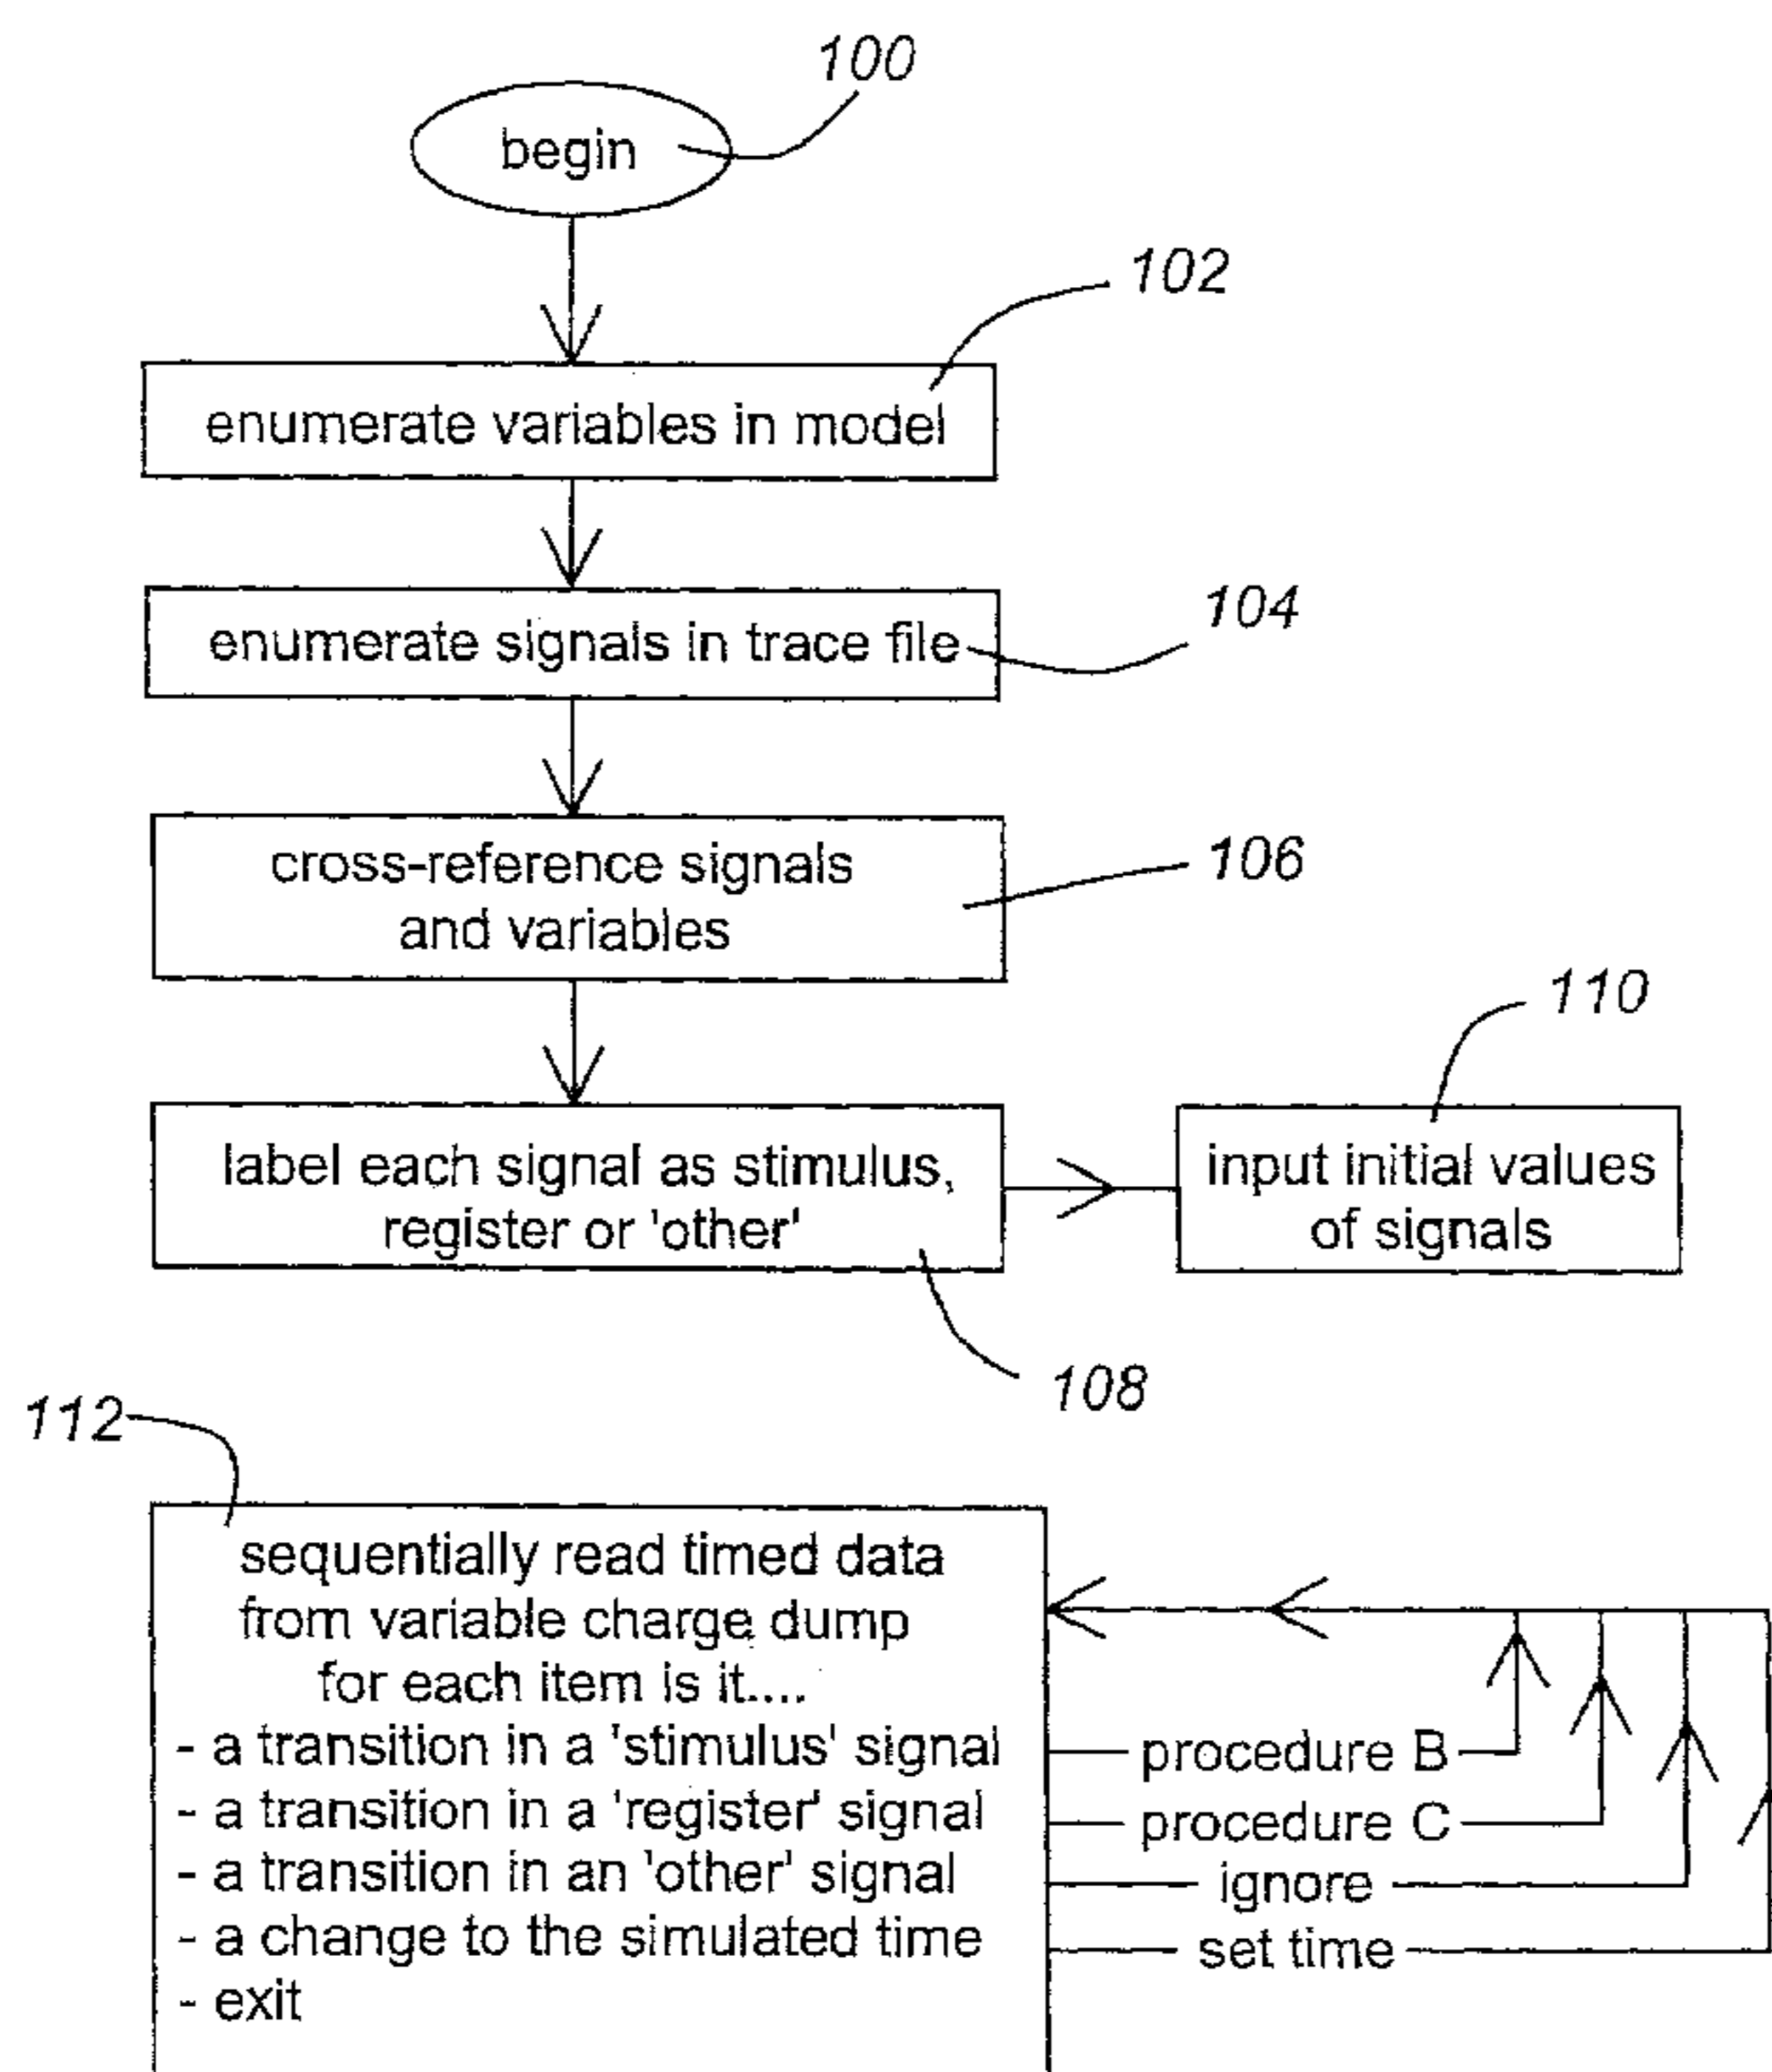 100
begin
102
enumerate variables in model
104
enumerate signals in trace file
106
cross-reference signals
and variables
110
label each signal as stimulus,
register or 'other'
input initial values
of signals
108
112
sequentially read timed data
from variable charge dump
for each item is it....
- a transition in a 'stimulus' signal
procedure B
- a transition in a 'register' signal
procedure C
- a transition in an 'other' signal
ignore
- a change to the simulated time
set time
- exit